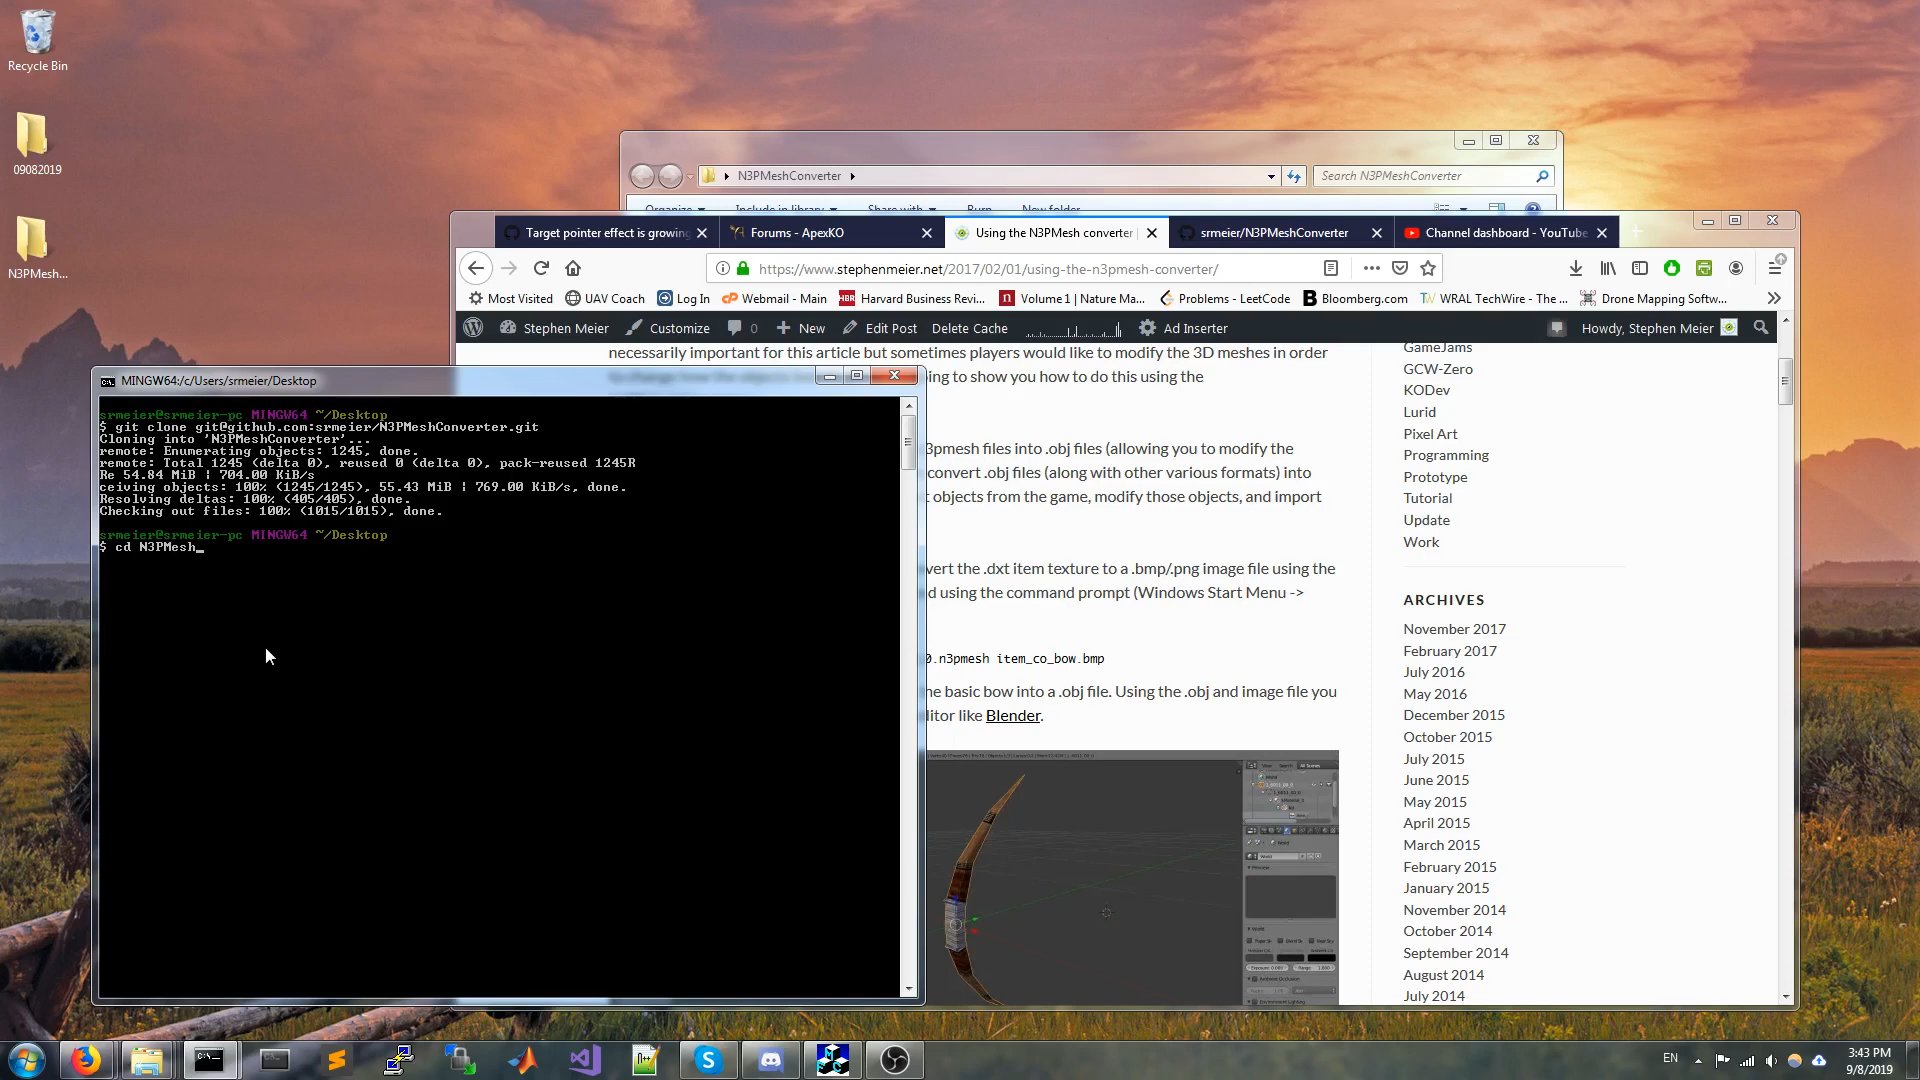 Recycle Bin
09082019
N3PMesh...
N3PMeshConverter
Search N3PMeshConverter
Organize
Include in library
Share with
Burn
New folder
Target pointer effect is growing
Forums - ApexKO
Using the N3PMesh converter
srmeier/N3PMeshConverter
Channel dashboard - YouTube
https://www.stephenmeier.net/2017/02/01/using-the-n3pmesh-converter/
Most Visited
UAV Coach
Log In
Webmail - Main
Harvard Business Revi...
Volume 1 | Nature Ma...
Problems - LeetCode
Bloomberg.com
WRAL TechWire - The ...
Drone Mapping Softw...
Stephen Meier
Customize
0
New
Edit Post
Delete Cache
Ad Inserter
Howdy, Stephen Meier
necessarily important for this article but sometimes players would like to modify the 3D meshes in order
ing to show you how to do this using the
3pmesh files into .obj files (allowing you to modify the
convert .obj files (along with other various formats) into
t objects from the game, modify those objects, and import
vert the .dxt item texture to a .bmp/.png image file using the
d using the command prompt (Windows Start Menu ->
0.n3pmesh item_co_bow.bmp
he basic bow into a .obj file. Using the .obj and image file you
ditor like Blender.
GameJams
GCW-Zero
KODev
Lurid
Pixel Art
Programming
Prototype
Tutorial
Update
Work
ARCHIVES
November 2017
February 2017
July 2016
May 2016
December 2015
October 2015
July 2015
June 2015
May 2015
April 2015
March 2015
February 2015
January 2015
November 2014
October 2014
September 2014
August 2014
July 2014
MINGW64:/c/Users/srmeier/Desktop
srmeier@srmeier-pc MINGW64 ~/Desktop
$ git clone git@github.com:srmeier/N3PMeshConverter.git
Cloning into 'N3PMeshConverter'...
remote: Enumerating objects: 1245, done.
remote: Total 1245 (delta 0), reused 0 (delta 0), pack-reused 1245R
Re 54.84 MiB | 704.00 KiB/s
ceiving objects: 100% (1245/1245), 55.43 MiB | 769.00 KiB/s, done.
Resolving deltas: 100% (405/405), done.
Checking out files: 100% (1015/1015), done.
srmeier@srmeier-pc MINGW64 ~/Desktop
$ cd N3PMesh_
EN
3:43 PM
9/8/2019